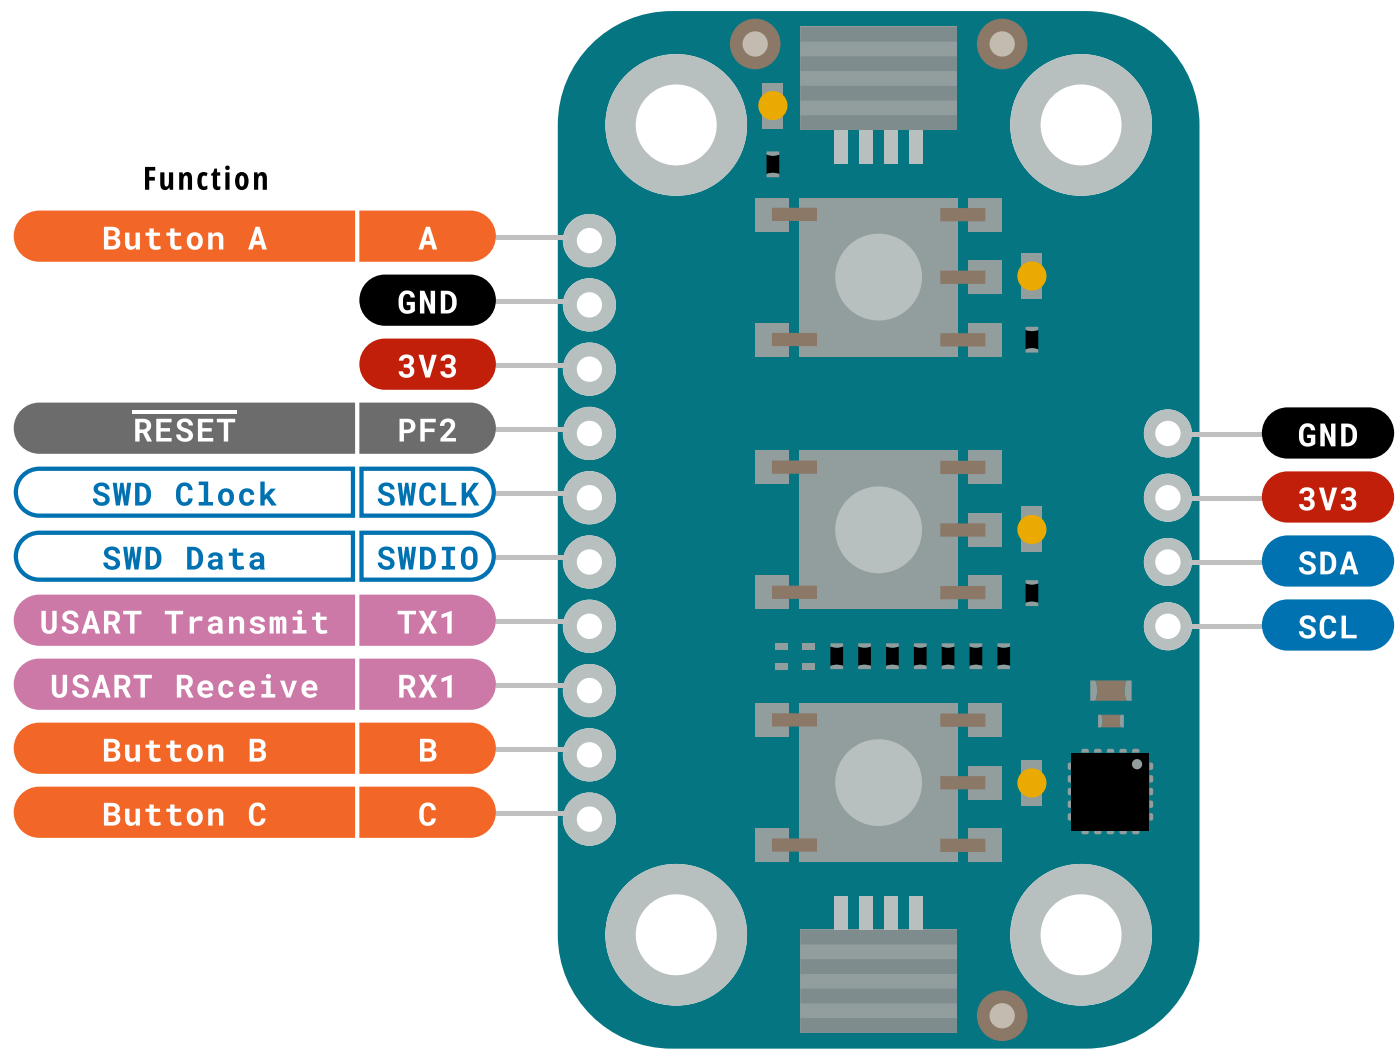 Function
Button A A
GND
3V3
RESET PF2
SWD Clock SWCLK
SWD Data SWDIO
USART Transmit TX1
USART Receive RX1
Button B B
Button C C
GND
3V3
SDA
SCL